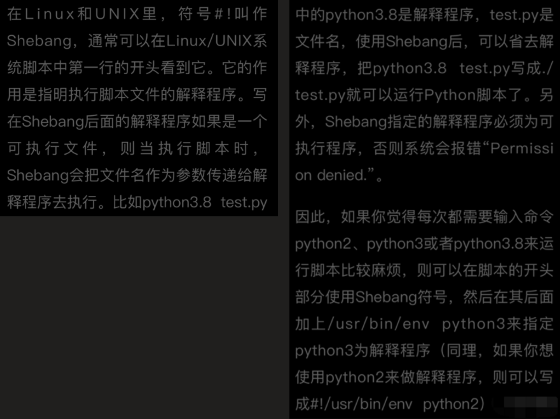 在Linux和UNIX里，符号#!叫作
Shebang，通常可以在Linux/UNIX系
统脚本中第一行的开头看到它。它的作
用是指明执行脚本文件的解释程序。写
在Shebang后面的解释程序如果是一个
可执行文件，则当执行脚本时，
Shebang会把文件名作为参数传递给解
释程序去执行。比如python3.8 test.py
中的python3.8是解释程序，test.py是
文件名，使用Shebang后，可以省去解
释程序，把python3.8 test.py写成./
test.py就可以运行Python脚本了。另
外，Shebang指定的解释程序必须为可
执行程序，否则系统会报错“Permissi
on denied.”。
因此，如果你觉得每次都需要输入命令
python2、python3或者python3.8来运
行脚本比较麻烦，则可以在脚本的开头
部分使用Shebang符号，然后在其后面
加上/usr/bin/env python3来指定
python3为解释程序（同理，如果你想
使用python2来做解释程序，则可以写
成#!/usr/bin/env python2）